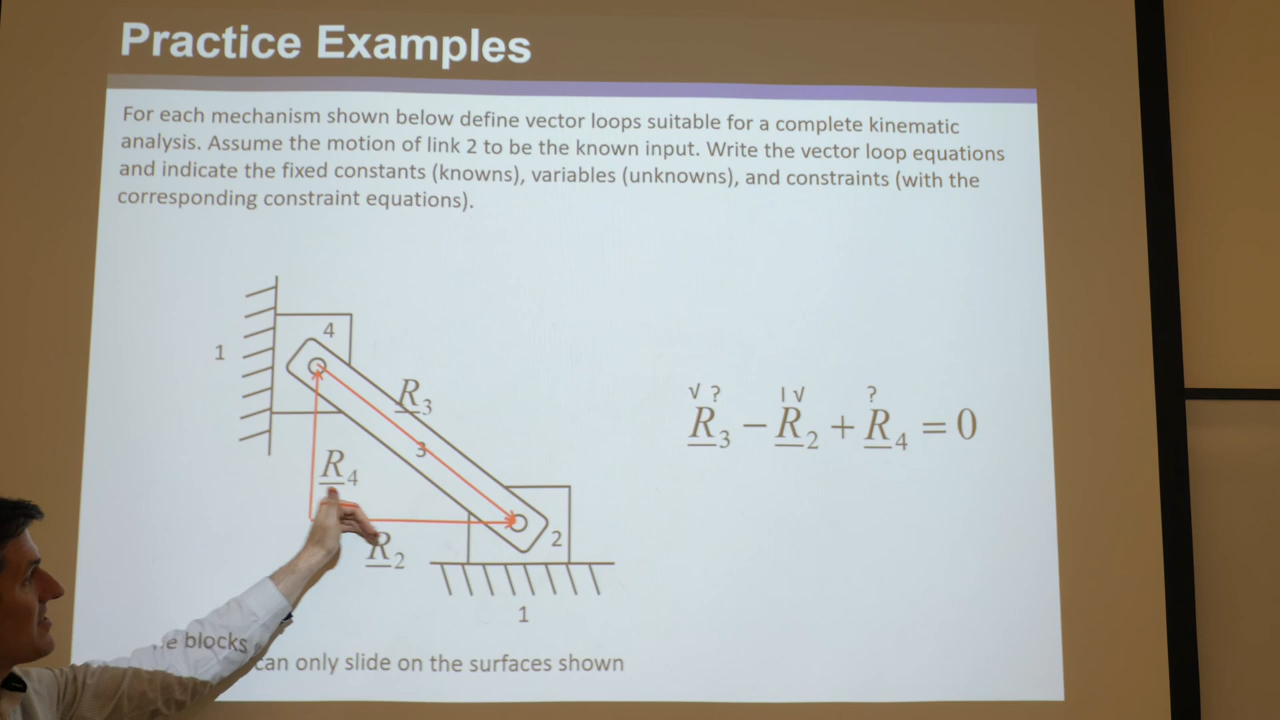 Practice Examples
For each mechanism shown below define vector loops suitable for a complete kinematic
analysis. Assume the motion of link 2 to be the known input. Write the vector loop equations
and indicate the fixed constants (knowns), variables (unknowns), and constraints (with the
corresponding constraint equations).
4
1
R3
3
R4
R2
2
1
√ ? I √ ?
R3 − R2 + R4 = 0
blocks
can only slide on the surfaces shown